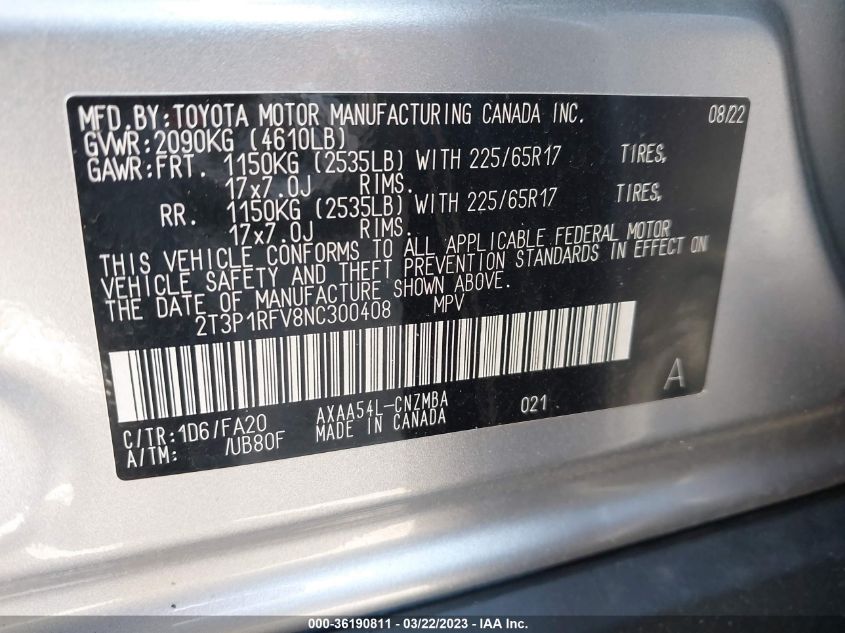 MFD. BY: TOYOTA MOTOR MANUFACTURING CANADA INC. 08/22
GVWR: 2090KG (4610LB)
GAWR: FRT. 1150KG (2535LB) WITH 225/65R17 TIRES,
17x7.0J RIMS.
RR. 1150KG (2535LB) WITH 225/65R17 TIRES,
17x7.0J RIMS.
THIS VEHICLE CONFORMS TO ALL APPLICABLE FEDERAL MOTOR
VEHICLE SAFETY AND THEFT PREVENTION STANDARDS IN EFFECT ON
THE DATE OF MANUFACTURE SHOWN ABOVE.
2T3P1RFV8NC300408 MPV
A
C/TR: 1D6/FA20 AXAA54L-CNZMBA 021
A/TM: /UB80F MADE IN CANADA
000-36190811 - 03/22/2023 - IAA Inc.